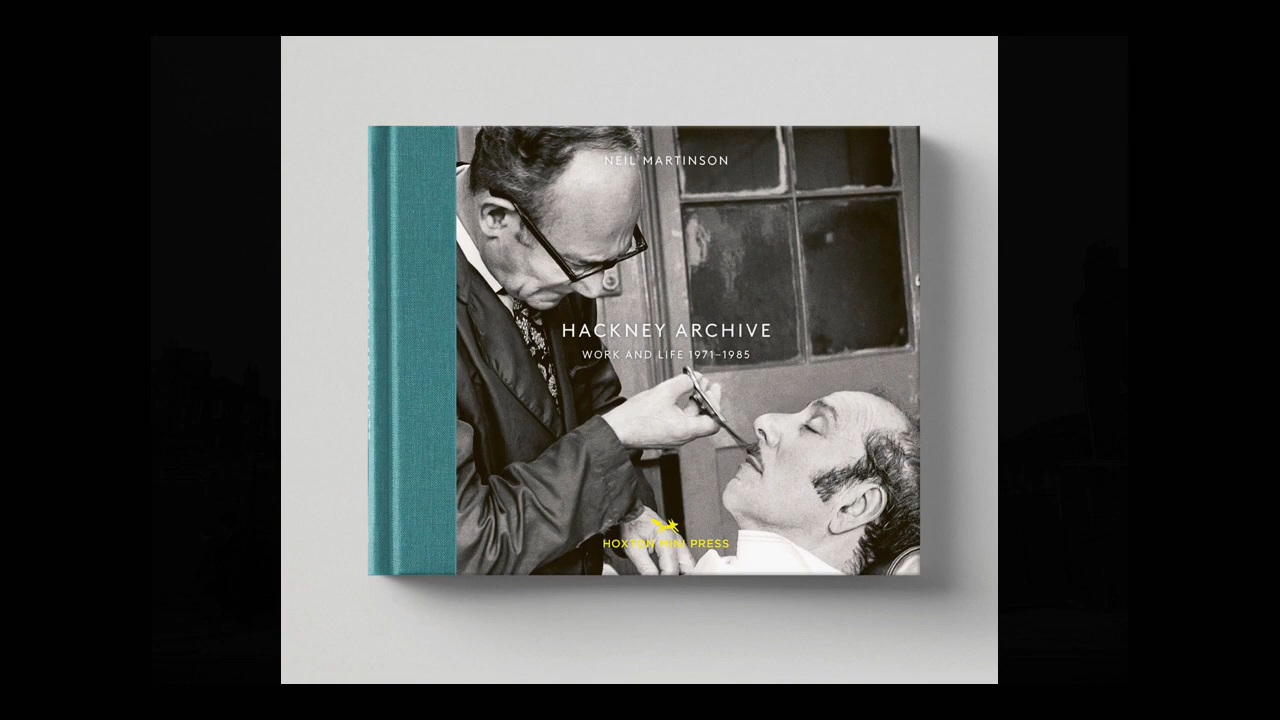 NEIL MARTINSON
HACKNEY ARCHIVE
WORK AND LIFE 1971–1985
HOXTON MINI PRESS